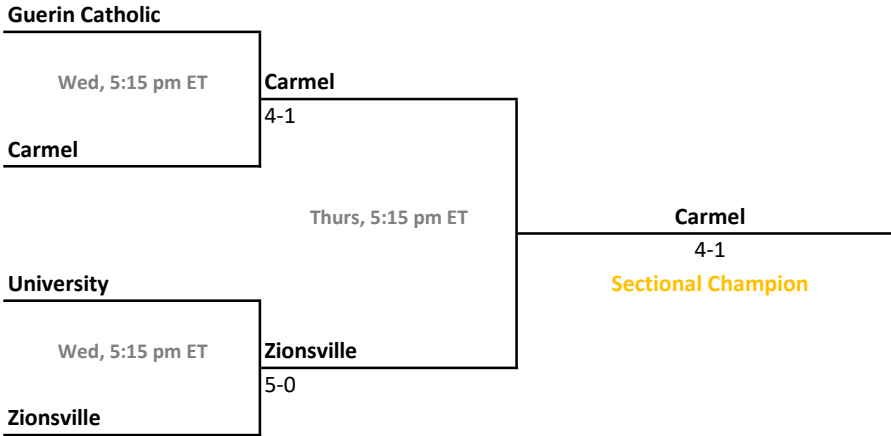 Guerin Catholic
Wed, 5:15 pm ET
Carmel
4-1
Carmel
Thurs, 5:15 pm ET
Carmel
4-1
University
Sectional Champion
Wed, 5:15 pm ET
Zionsville
5-0
Zionsville